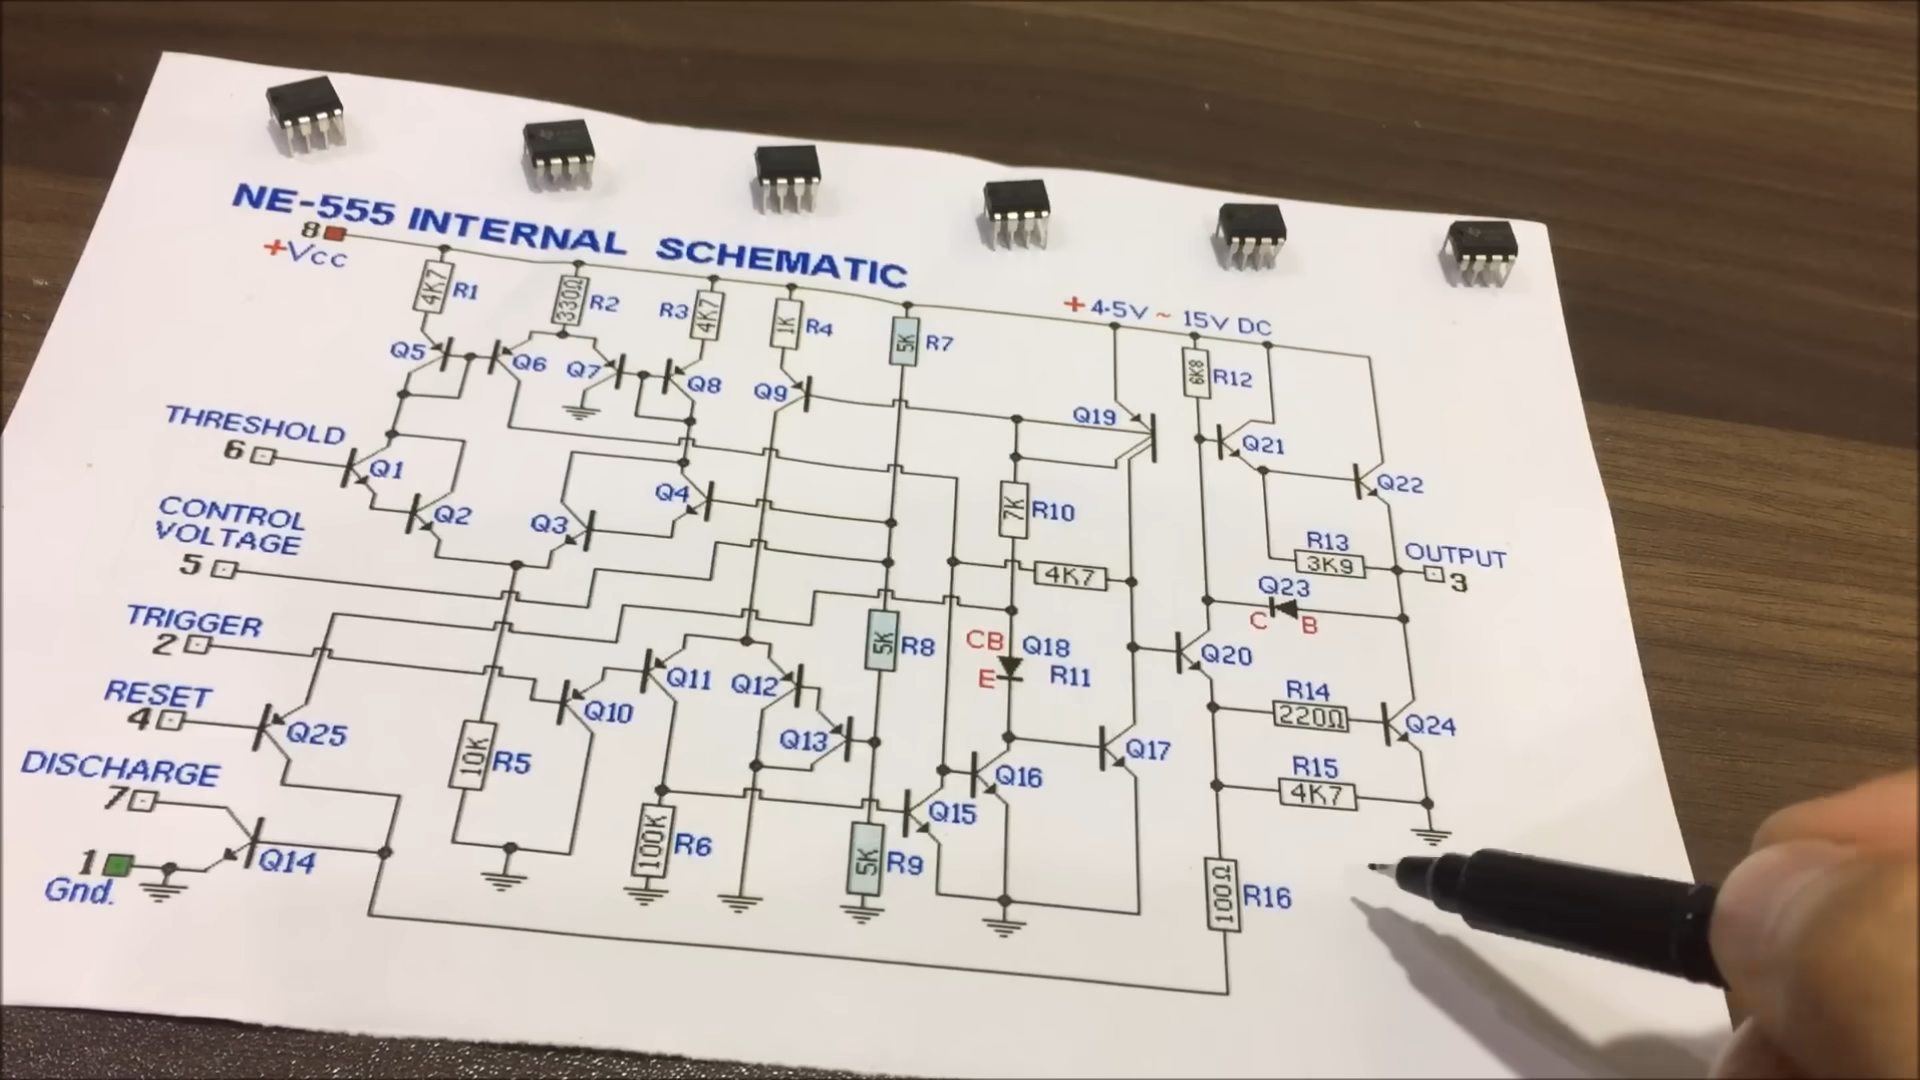 NE-555 INTERNAL SCHEMATIC
8
+Vcc
+ 4·5V ~ 15V DC
4K7 R1
330Ω R2
R3 4K7
1K R4
5K R7
6K8 R12
Q5
Q6
Q7
Q8
Q9
Q19
Q21
Q22
THRESHOLD
6
Q1
Q2
Q3
Q4
7K R10
R13
3K9
OUTPUT
3
CONTROL
VOLTAGE
5
4K7
Q23
C
B
TRIGGER
2
5K R8
CB
E
Q18
R11
Q20
Q11
Q12
Q10
Q13
R14
220Ω
Q24
RESET
4
Q25
10K R5
Q16
Q17
R15
4K7
DISCHARGE
7
Q15
Q14
100K R6
5K R9
100Ω R16
1
Gnd.